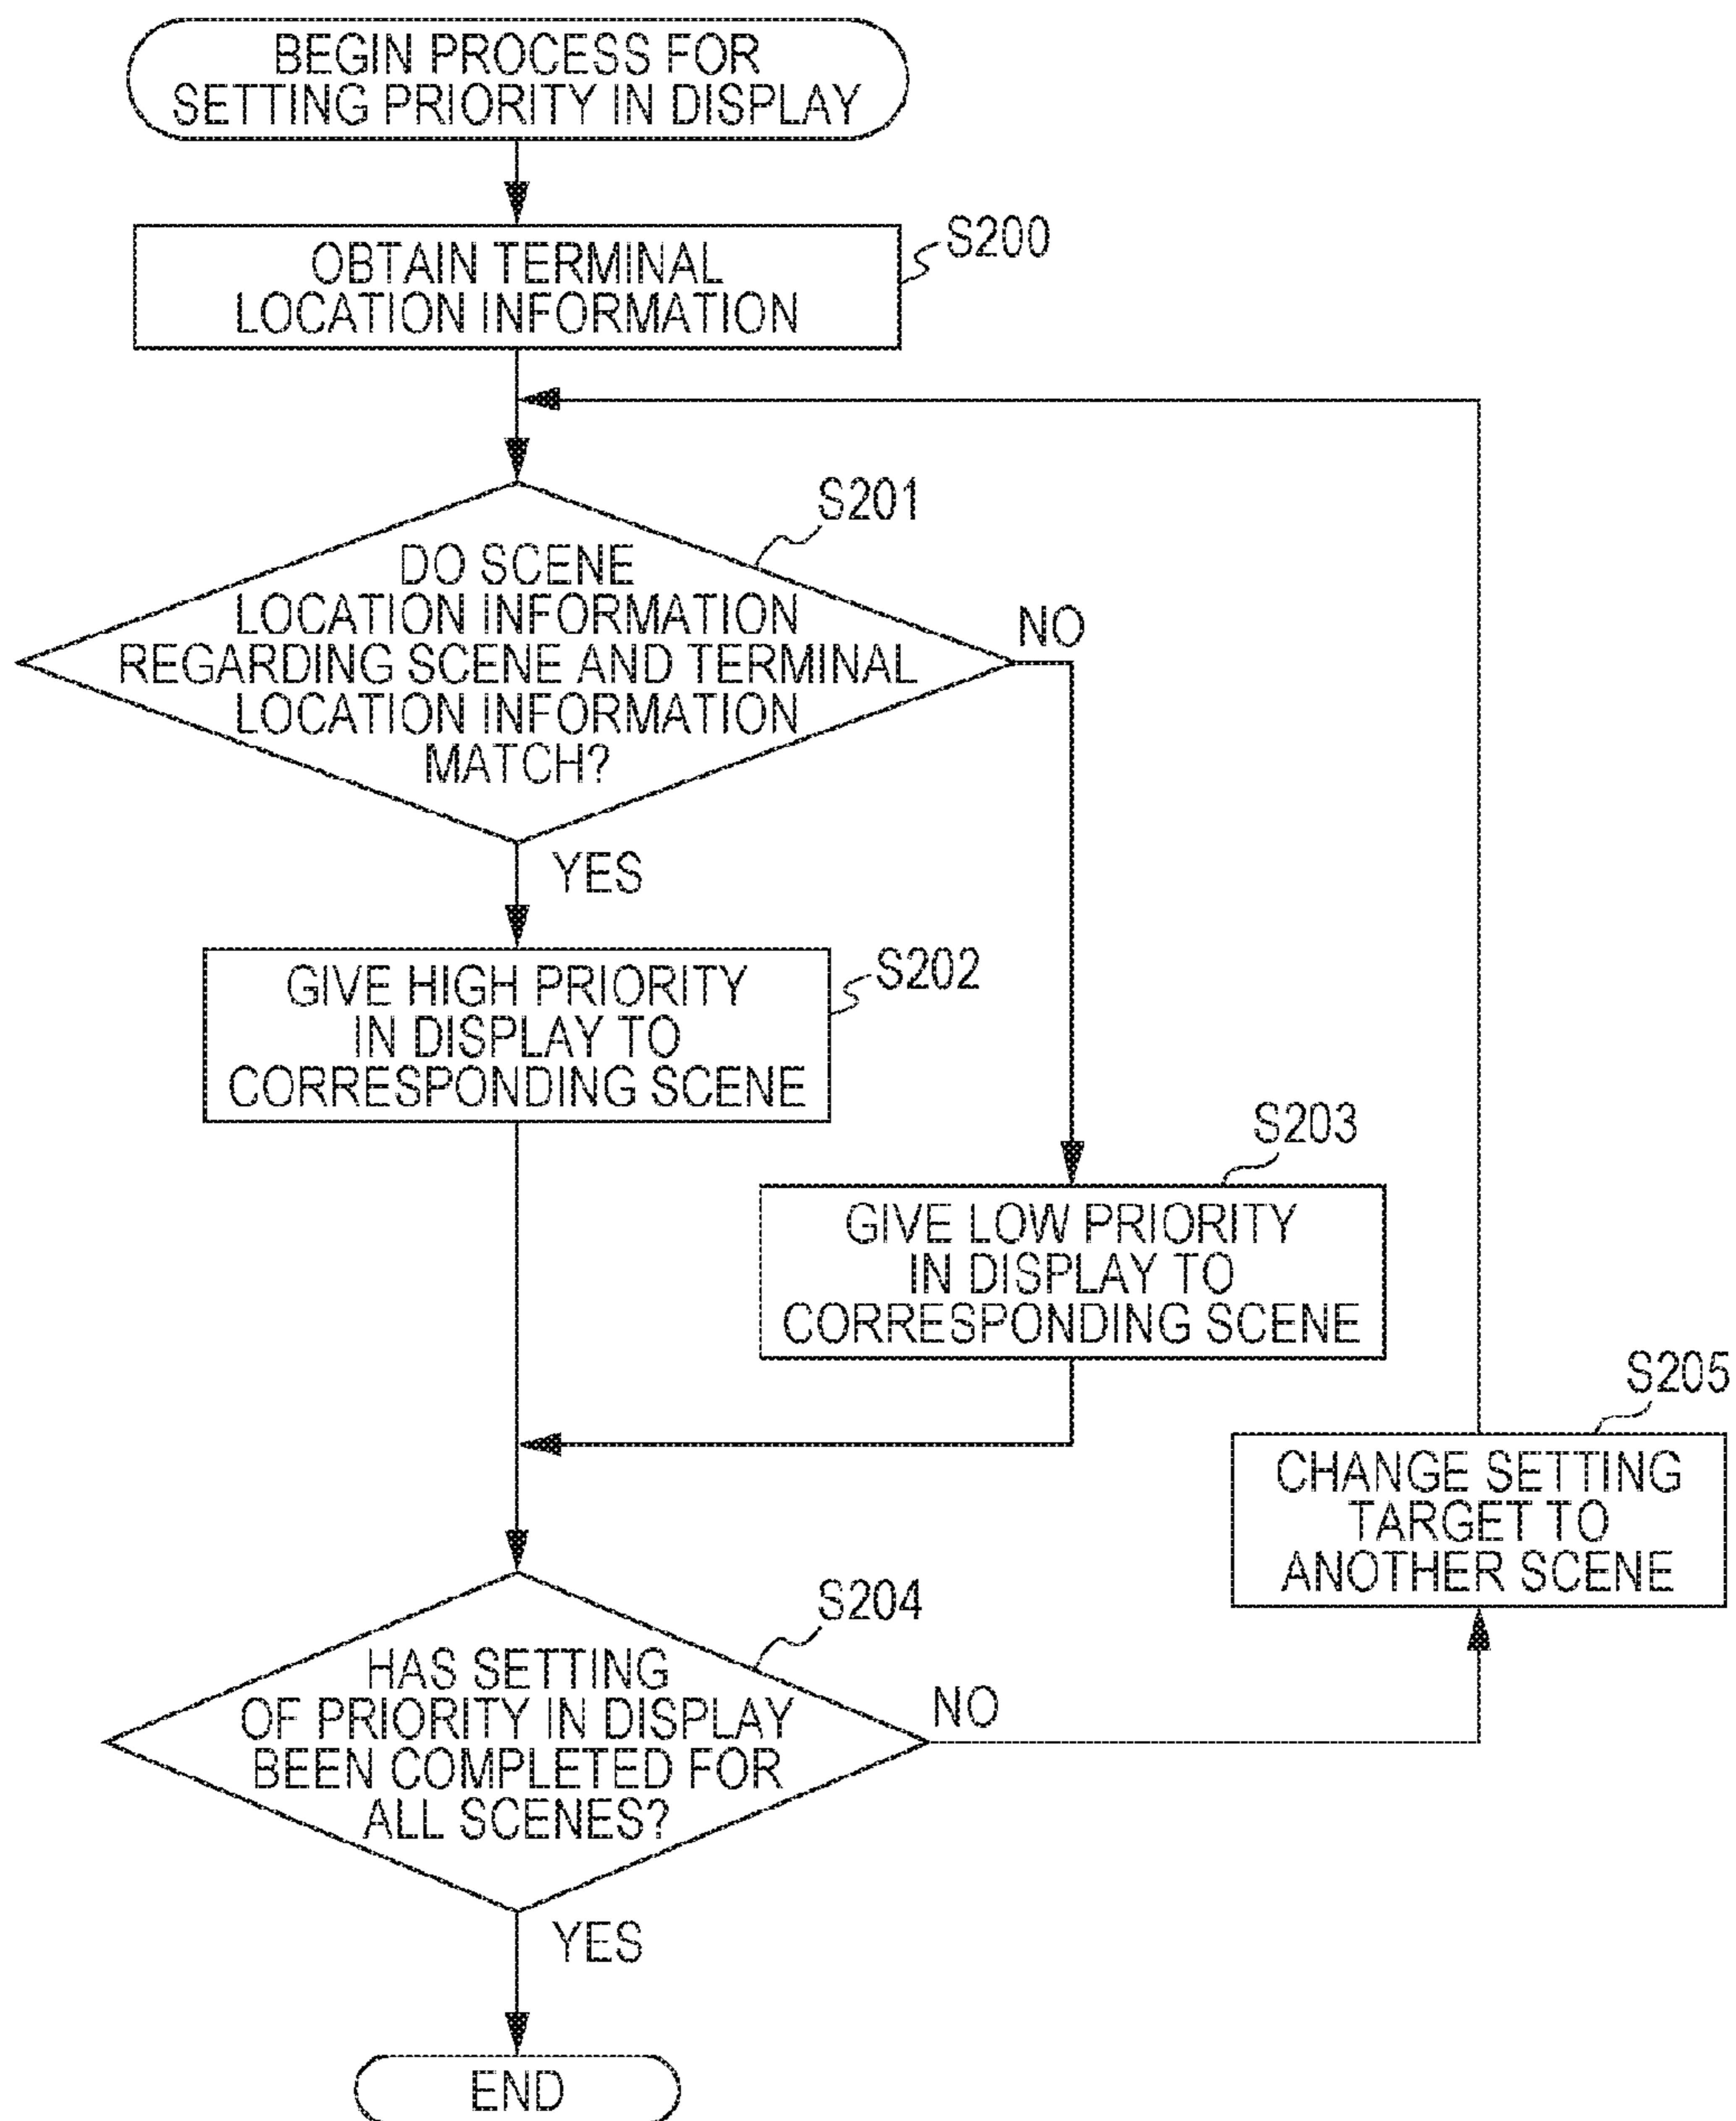 BEGIN PROCESS FOR
SETTING PRIORITY IN DISPLAY
S200
OBTAIN TERMINAL
LOCATION INFORMATION
S201
DO SCENE
LOCATION INFORMATION
REGARDING SCENE AND TERMINAL
LOCATION INFORMATION
MATCH?
NO
YES
S202
GIVE HIGH PRIORITY
IN DISPLAY TO
CORRESPONDING SCENE
S203
GIVE LOW PRIORITY
IN DISPLAY TO
CORRESPONDING SCENE
S205
CHANGE SETTING
TARGET TO
ANOTHER SCENE
S204
HAS SETTING
OF PRIORITY IN DISPLAY
BEEN COMPLETED FOR
ALL SCENES?
NO
YES
END